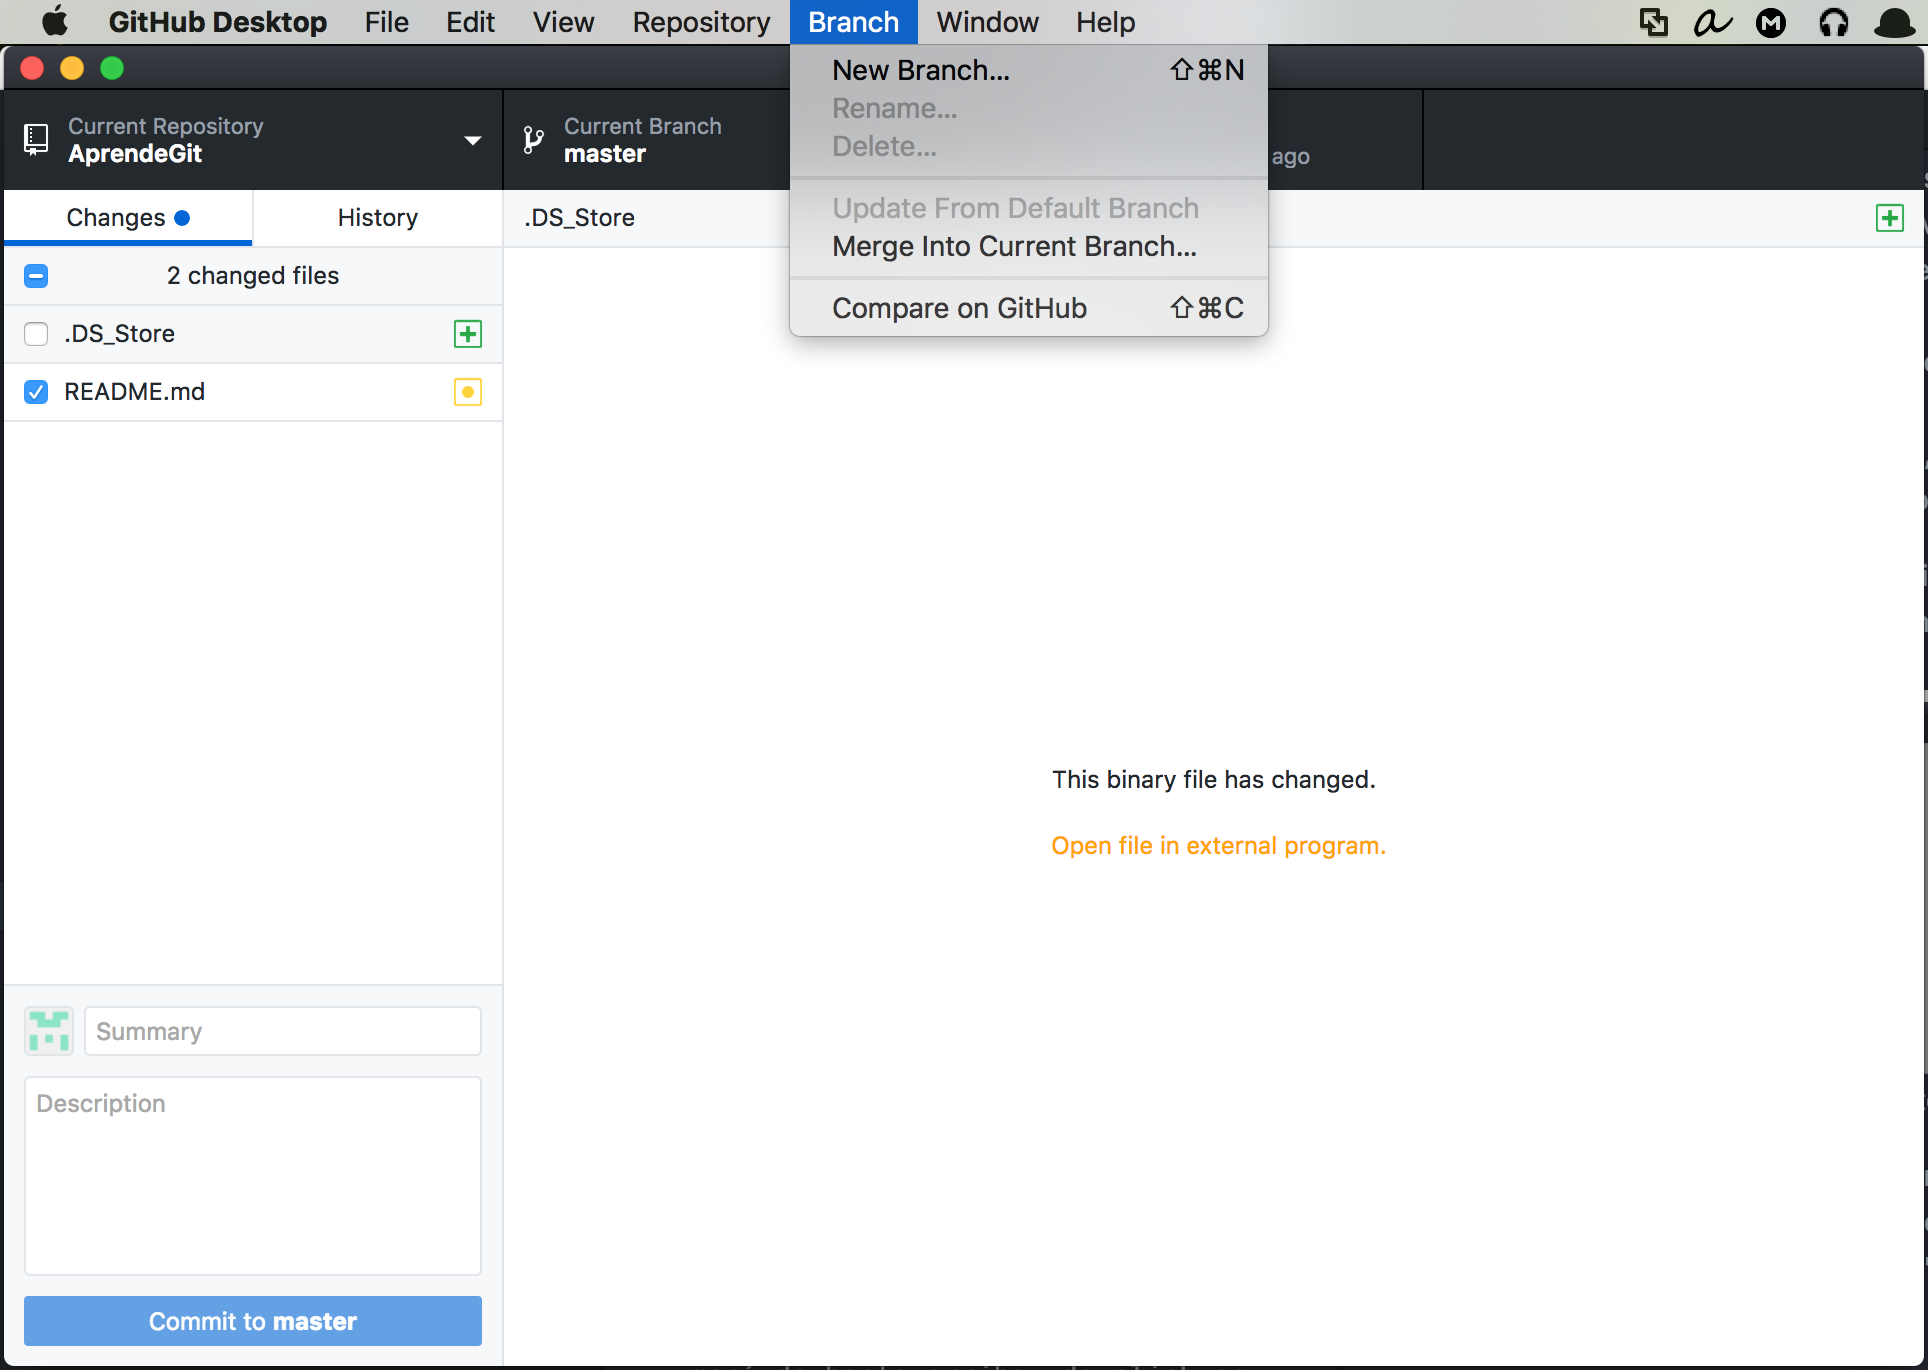 GitHub Desktop File Edit View Repository Branch Window Help
New Branch... ⇧⌘N
Rename...
Delete...
Update From Default Branch
Merge Into Current Branch...
Compare on GitHub ⇧⌘C
Current Repository
AprendeGit
Current Branch
master
ago
Changes History
.DS_Store
2 changed files
.DS_Store
README.md
This binary file has changed.
Open file in external program.
Summary
Description
Commit to master